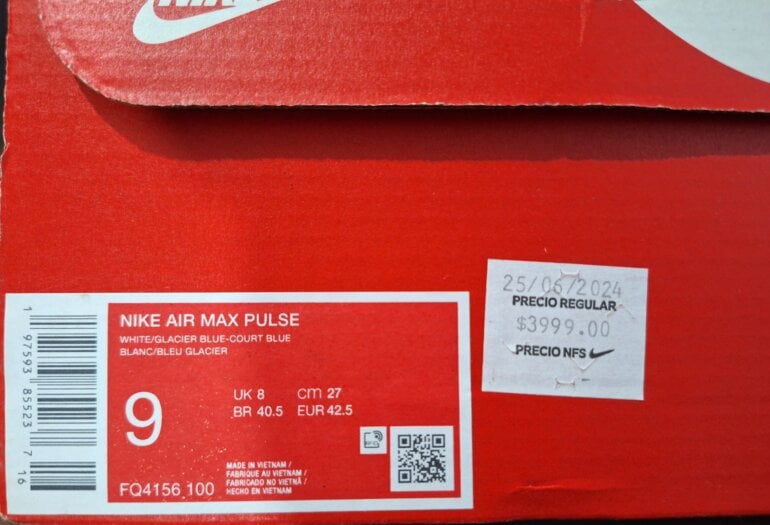 NIKE
25/06/2024
PRECIO REGULAR
$3999.00
PRECIO NFS
NIKE AIR MAX PULSE
WHITE/GLACIER BLUE-COURT BLUE
BLANC/BLEU GLACIER
9
UK 8 cm 27
BR 40.5 EUR 42.5
MADE IN VIETNAM /
FABRIQUE AU VIETNAM /
FABRICADO NO VIETNÃ /
HECHO EN VIETNAM
FQ4156 100
1 97593 85523 7 16